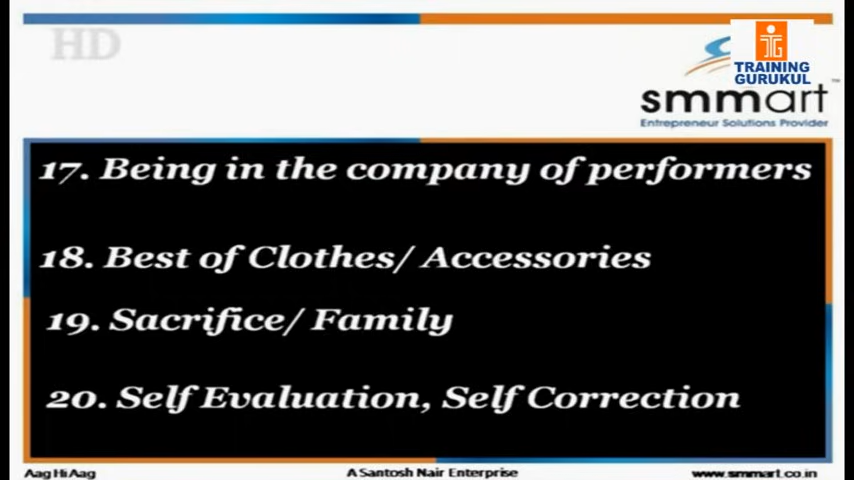 HD
TRAINING
GURUKUL
smmart™
Entrepreneur Solutions Provider
17. Being in the company of performers
18. Best of Clothes/ Accessories
19. Sacrifice/ Family
20. Self Evaluation, Self Correction
Aag Hi Aag
A Santosh Nair Enterprise
www.smmart.co.in